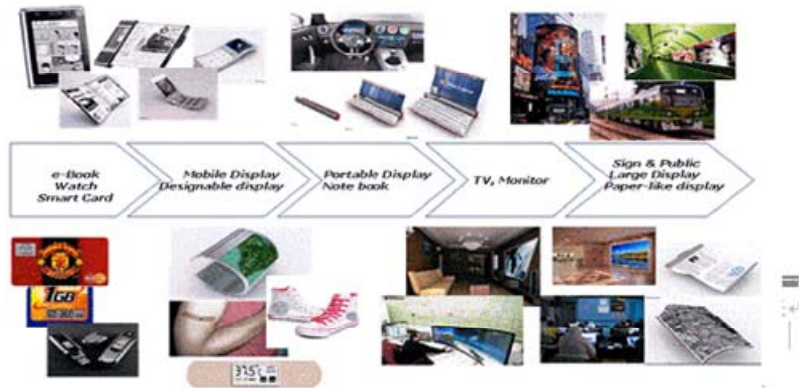 e-Book
Watch
Smart Card
Mobile Display
Designable display
Portable Display
Note book
TV, Monitor
Sign & Public
Large Display
Paper-like display
1GB
37.5°c